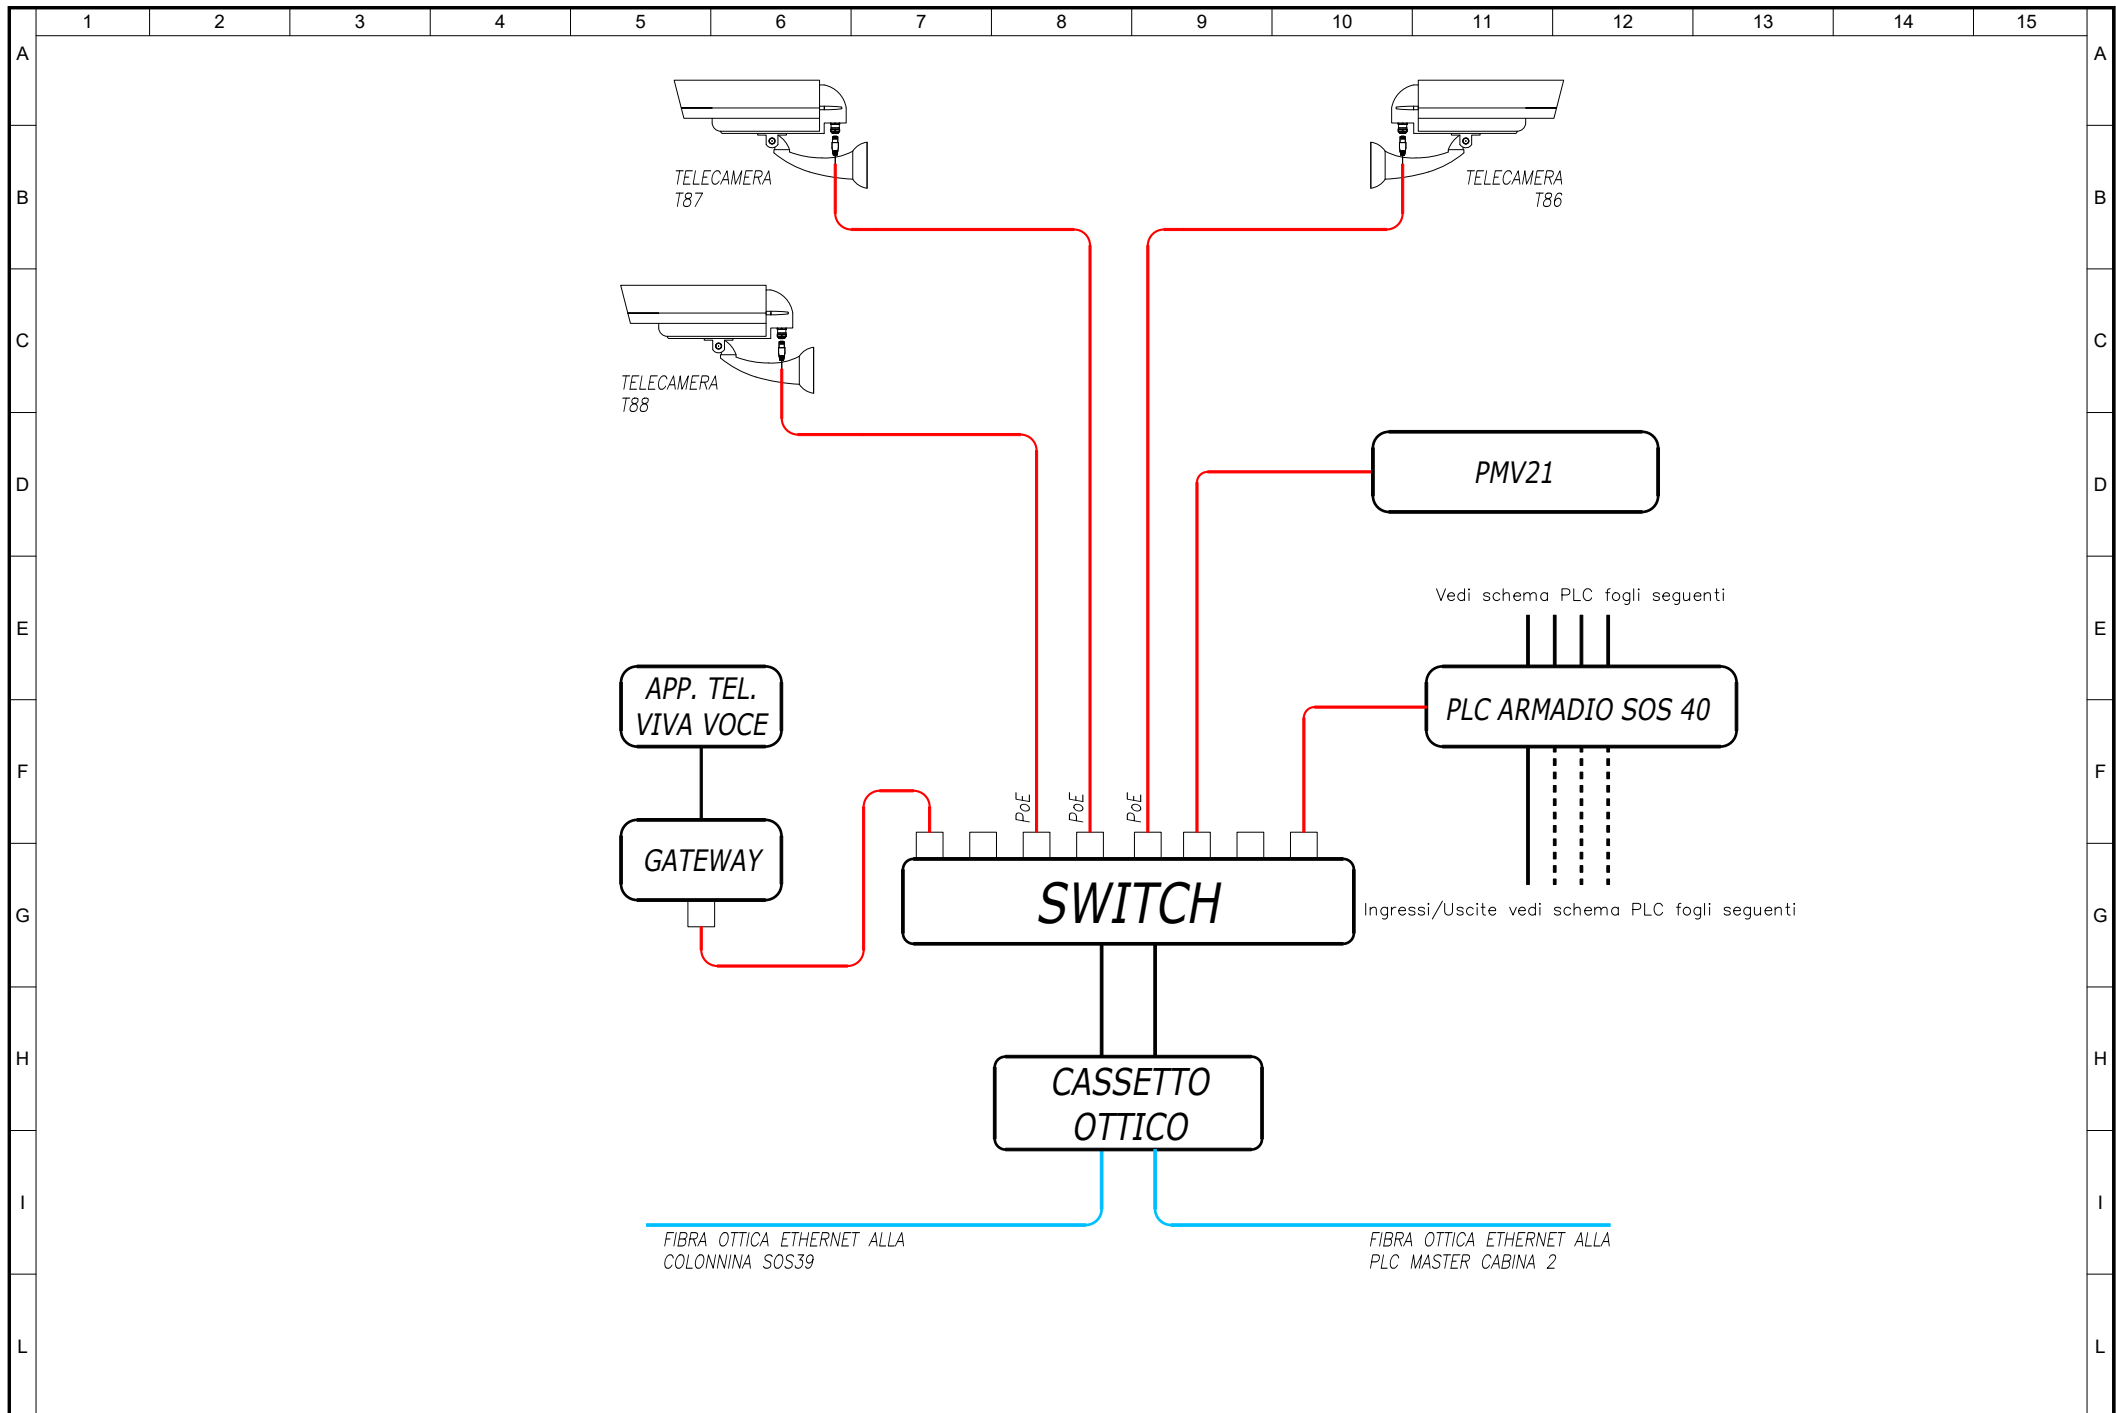 1 2 3 4 5 6 7 8 9 10 11 12 13 14 15
A A
TELECAMERA
T87
TELECAMERA
T86
B B
C C
TELECAMERA
T88
D D
PMV21
Vedi schema PLC fogli seguenti
E E
APP. TEL.
VIVA VOCE
PLC ARMADIO SOS 40
F F
PoE PoE PoE
GATEWAY
SWITCH
Ingressi/Uscite vedi schema PLC fogli seguenti
G G
H H
CASSETTO
OTTICO
I I
FIBRA OTTICA ETHERNET ALLA
COLONNINA SOS39
FIBRA OTTICA ETHERNET ALLA
PLC MASTER CABINA 2
L L